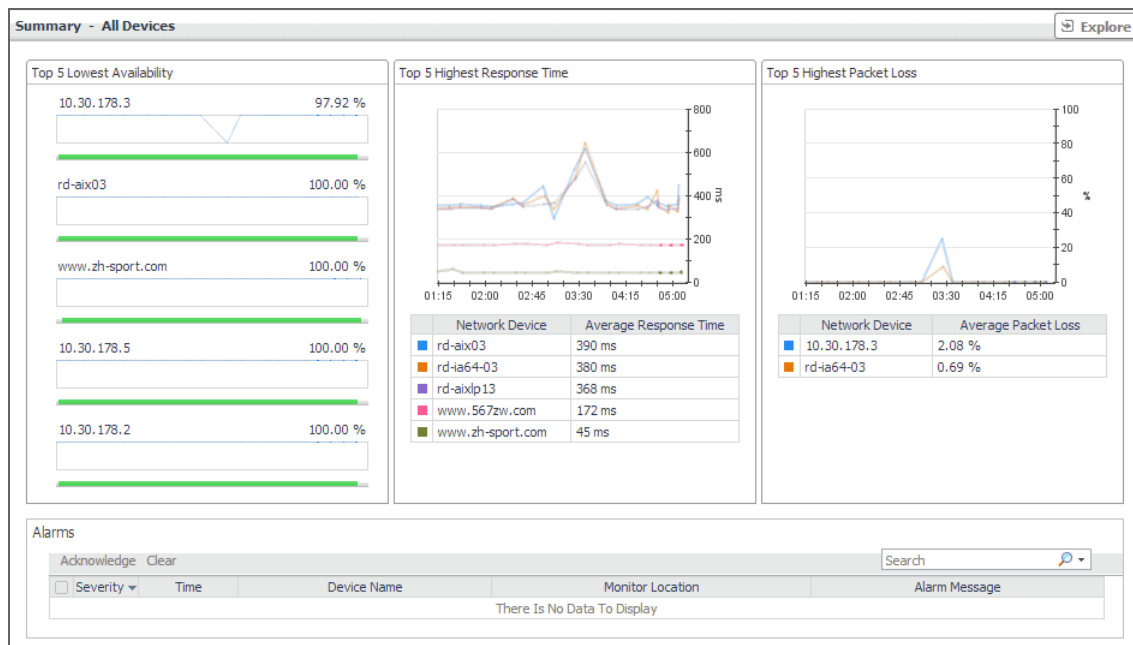 Summary - All Devices
Explore
Top 5 Lowest Availability
10.30.178.3 97.92 %
rd-aix03 100.00 %
www.zh-sport.com 100.00 %
10.30.178.5 100.00 %
10.30.178.2 100.00 %
Top 5 Highest Response Time
800
600
400
200
0
ms
01:15 02:00 02:45 03:30 04:15 05:00
Network Device Average Response Time
rd-aix03 390 ms
rd-ia64-03 380 ms
rd-aixlp13 368 ms
www.567zw.com 172 ms
www.zh-sport.com 45 ms
Top 5 Highest Packet Loss
100
80
60
40
20
0
%
01:15 02:00 02:45 03:30 04:15 05:00
Network Device Average Packet Loss
10.30.178.3 2.08 %
rd-ia64-03 0.69 %
Alarms
Acknowledge Clear
Search
Severity Time Device Name Monitor Location Alarm Message
There Is No Data To Display